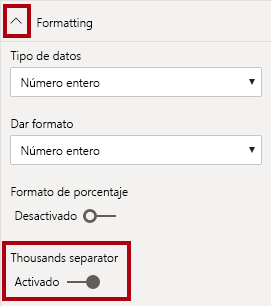 Formatting
Tipo de datos
Número entero
Dar formato
Número entero
Formato de porcentaje
Desactivado
Thousands separator
Activado